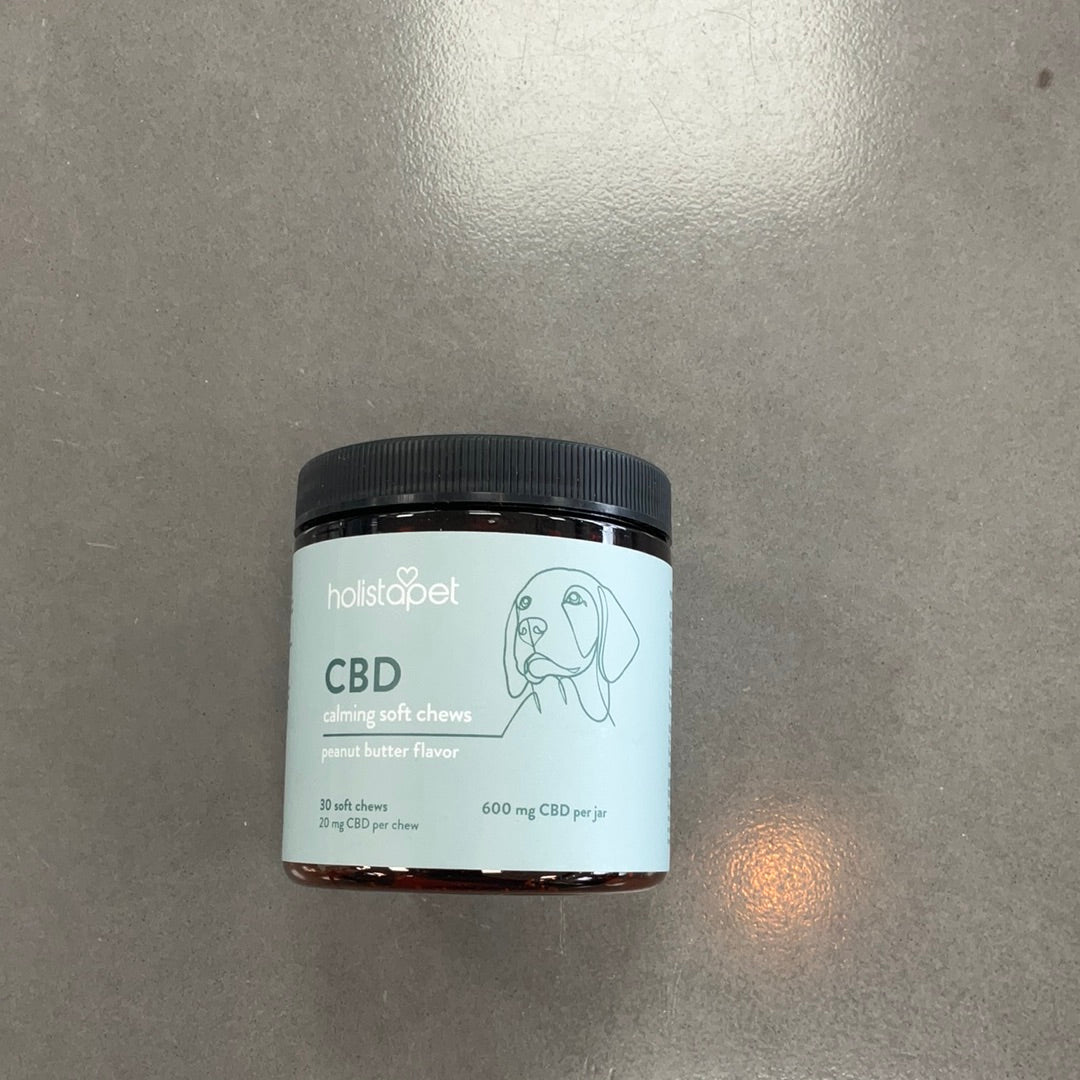 holistapet
CBD
calming soft chews
peanut butter flavor
30 soft chews
20 mg CBD per chew
600 mg CBD per jar